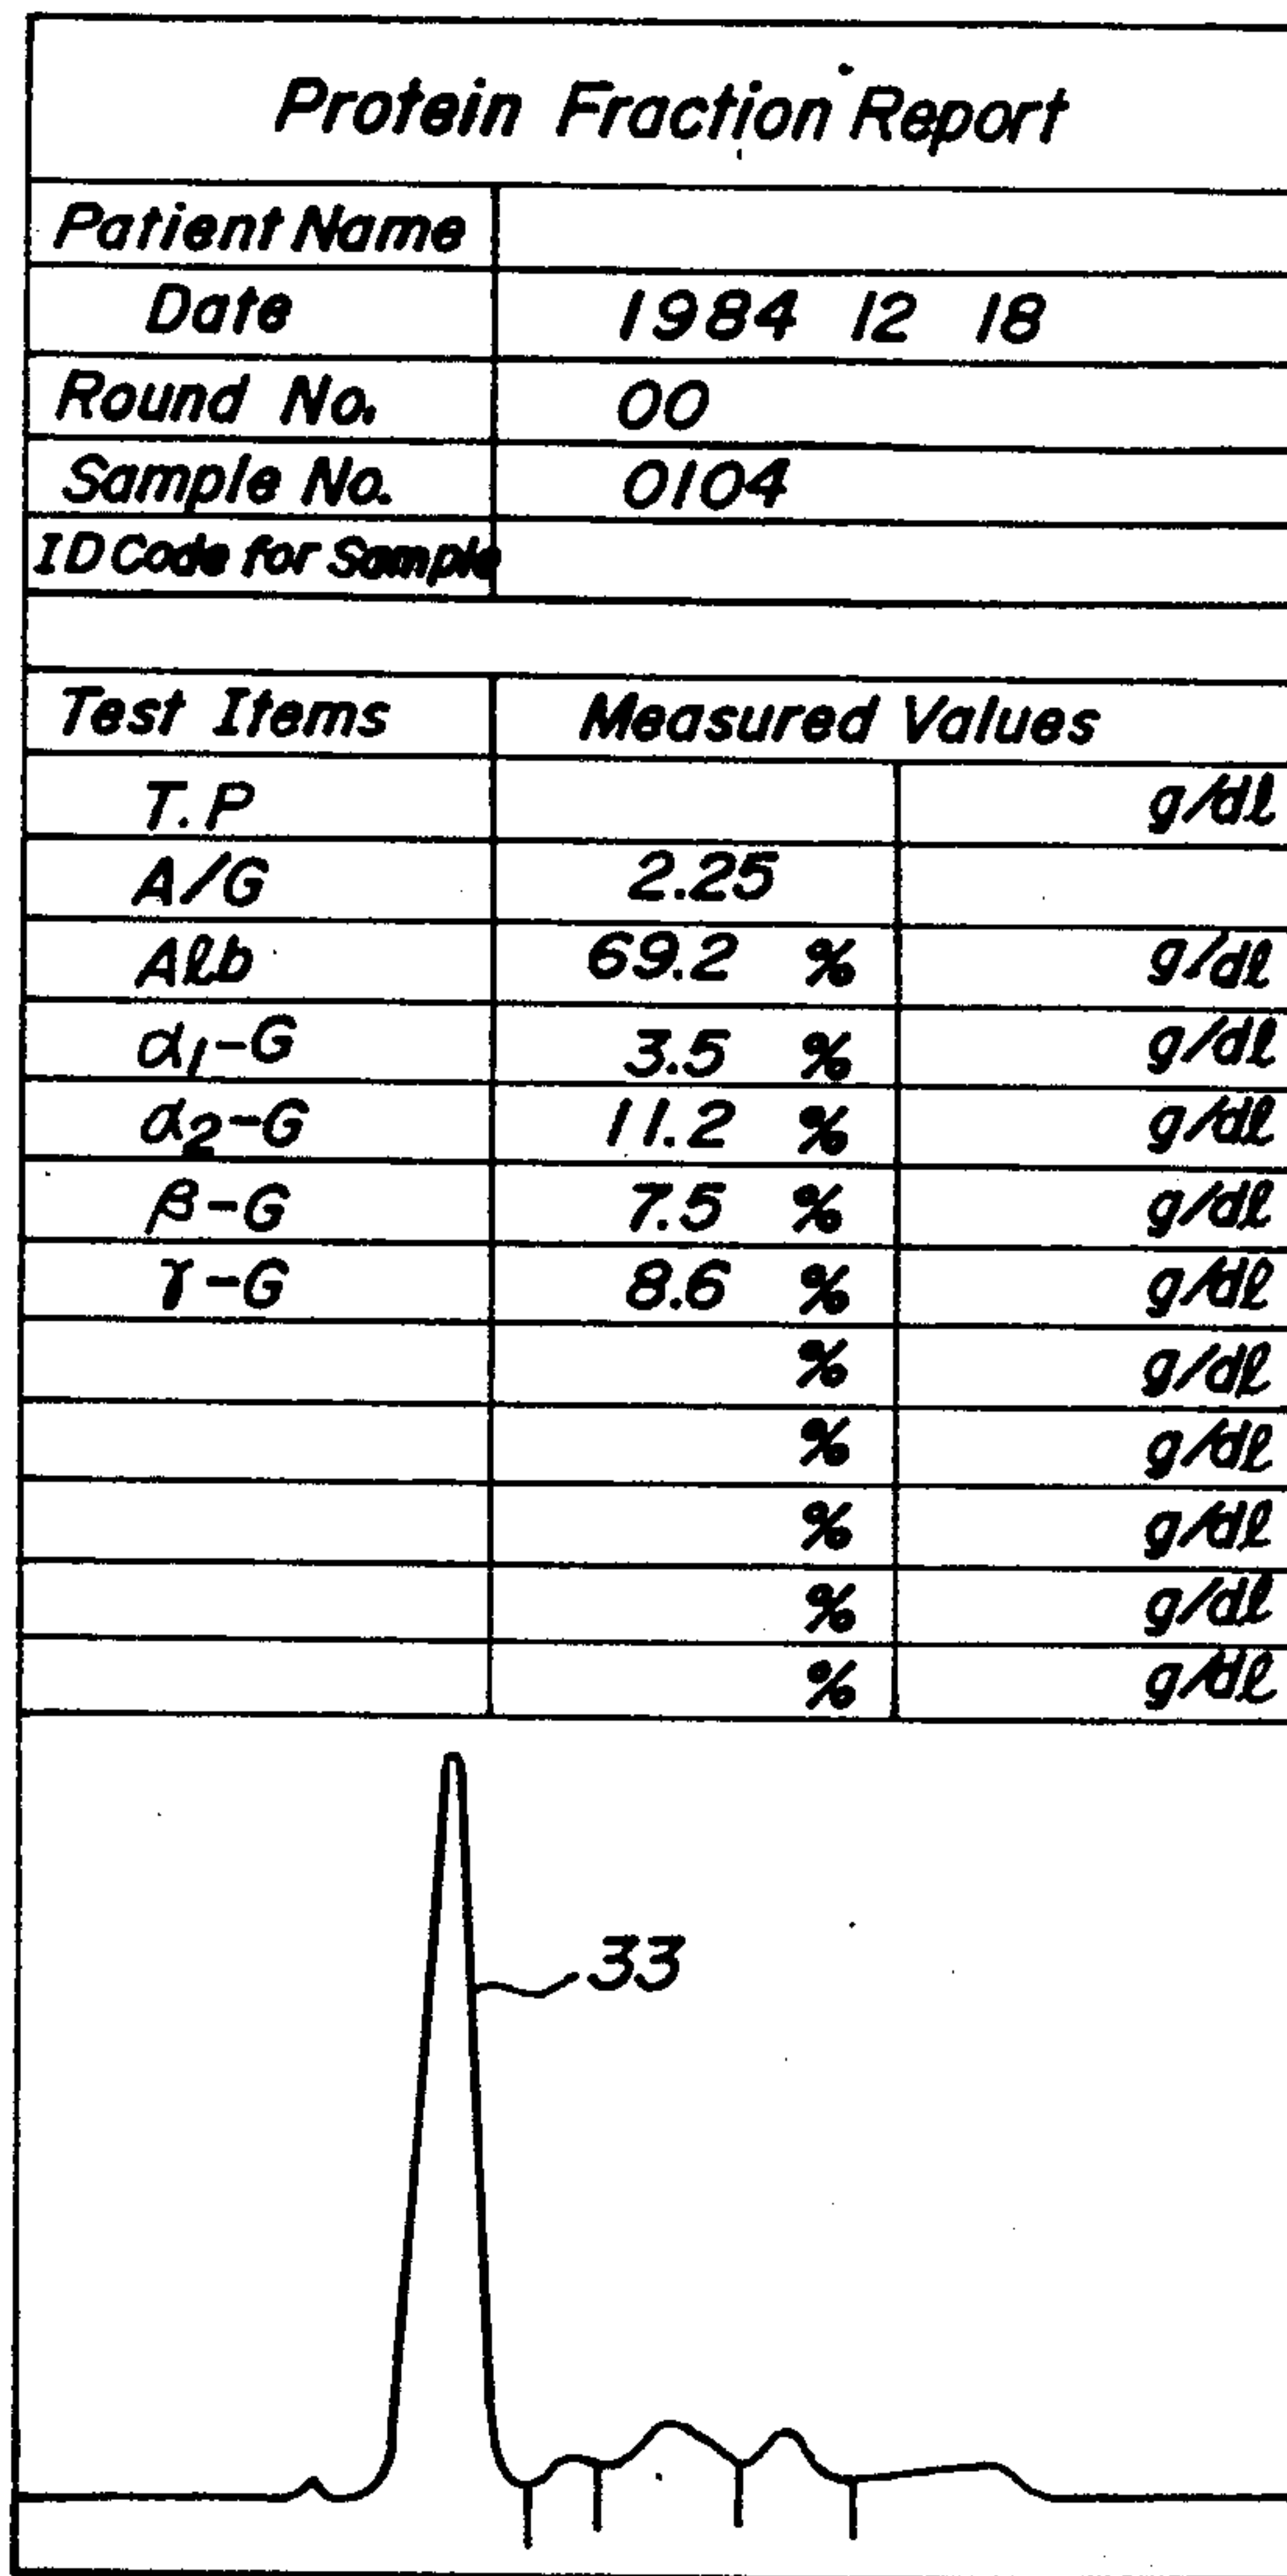 Protein Fraction Report
Patient Name
Date 1984 12 18
Round No. 00
Sample No. 0104
ID Code for Sample
Test Items Measured Values
T.P g/dl
A/G 2.25
Alb 69.2 % g/dl
α1-G 3.5 % g/dl
α2-G 11.2 % g/dl
β-G 7.5 % g/dl
γ-G 8.6 % g/dl
% g/dl
% g/dl
% g/dl
% g/dl
% g/dl
33